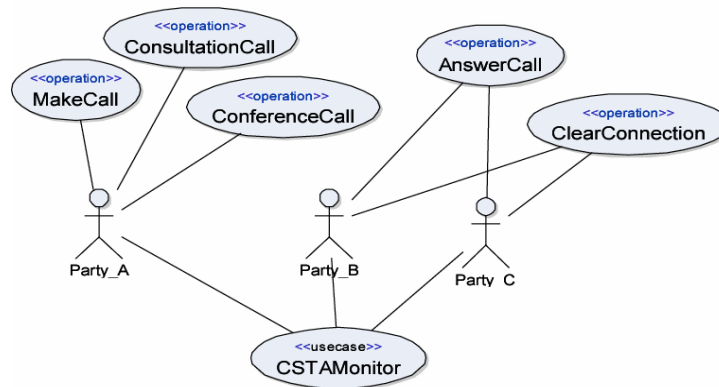 <<operation>>
ConsultationCall
<<operation>>
AnswerCall
<<operation>>
MakeCall
<<operation>>
ConferenceCall
<<operation>>
ClearConnection
Party_A
Party_B
Party_C
<<usecase>>
CSTAMonitor